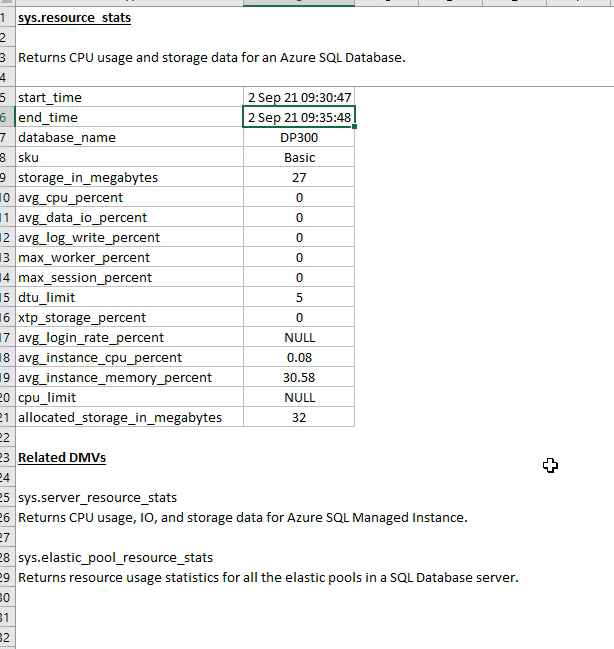 1 sys.resource_stats
2
3 Returns CPU usage and storage data for an Azure SQL Database.
4
5 start_time 2 Sep 21 09:30:47
6 end_time 2 Sep 21 09:35:48
7 database_name DP300
8 sku Basic
9 storage_in_megabytes 27
10 avg_cpu_percent 0
11 avg_data_io_percent 0
12 avg_log_write_percent 0
13 max_worker_percent 0
14 max_session_percent 0
15 dtu_limit 5
16 xtp_storage_percent 0
17 avg_login_rate_percent NULL
18 avg_instance_cpu_percent 0.08
19 avg_instance_memory_percent 30.58
20 cpu_limit NULL
21 allocated_storage_in_megabytes 32
22
23 Related DMVs
24
25 sys.server_resource_stats
26 Returns CPU usage, IO, and storage data for Azure SQL Managed Instance.
27
28 sys.elastic_pool_resource_stats
29 Returns resource usage statistics for all the elastic pools in a SQL Database server.
30
31
32